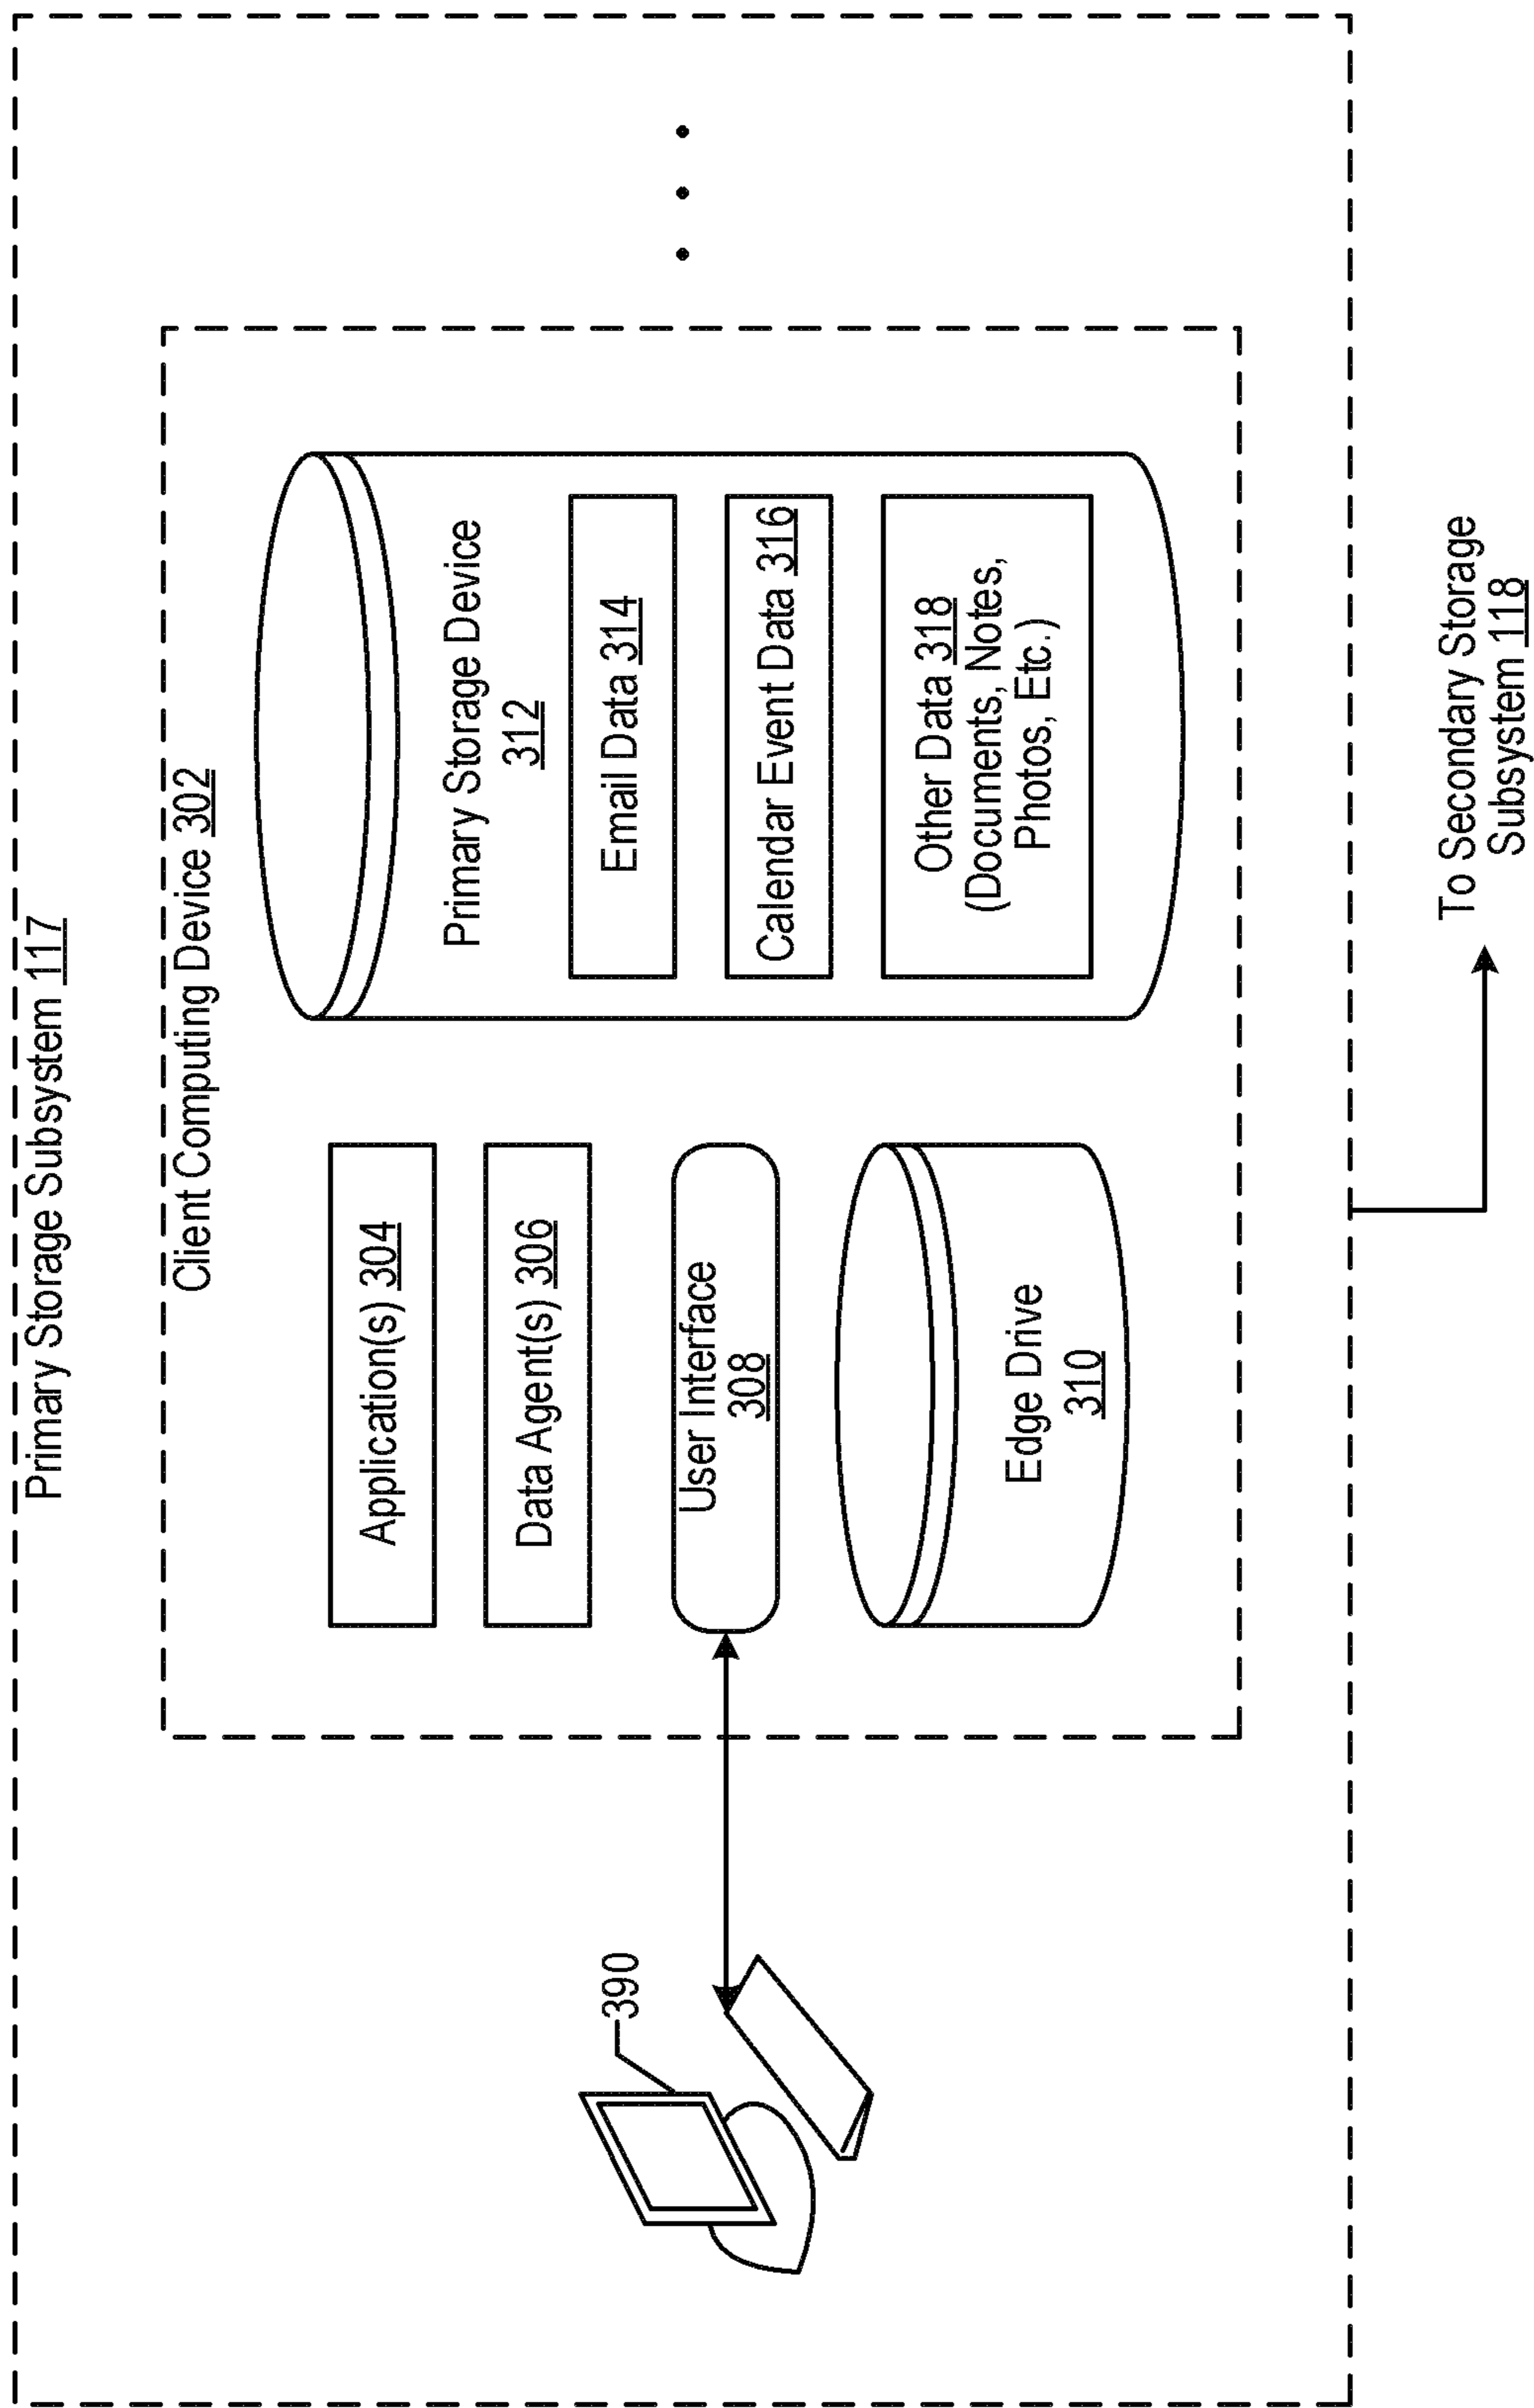 Primary Storage Subsystem 117
Client Computing Device 302
Application(s) 304
Data Agent(s) 306
User Interface
308
Edge Drive
310
Primary Storage Device
312
Email Data 314
Calendar Event Data 316
Other Data 318
(Documents, Notes,
Photos, Etc.)
390
To Secondary Storage
Subsystem 118